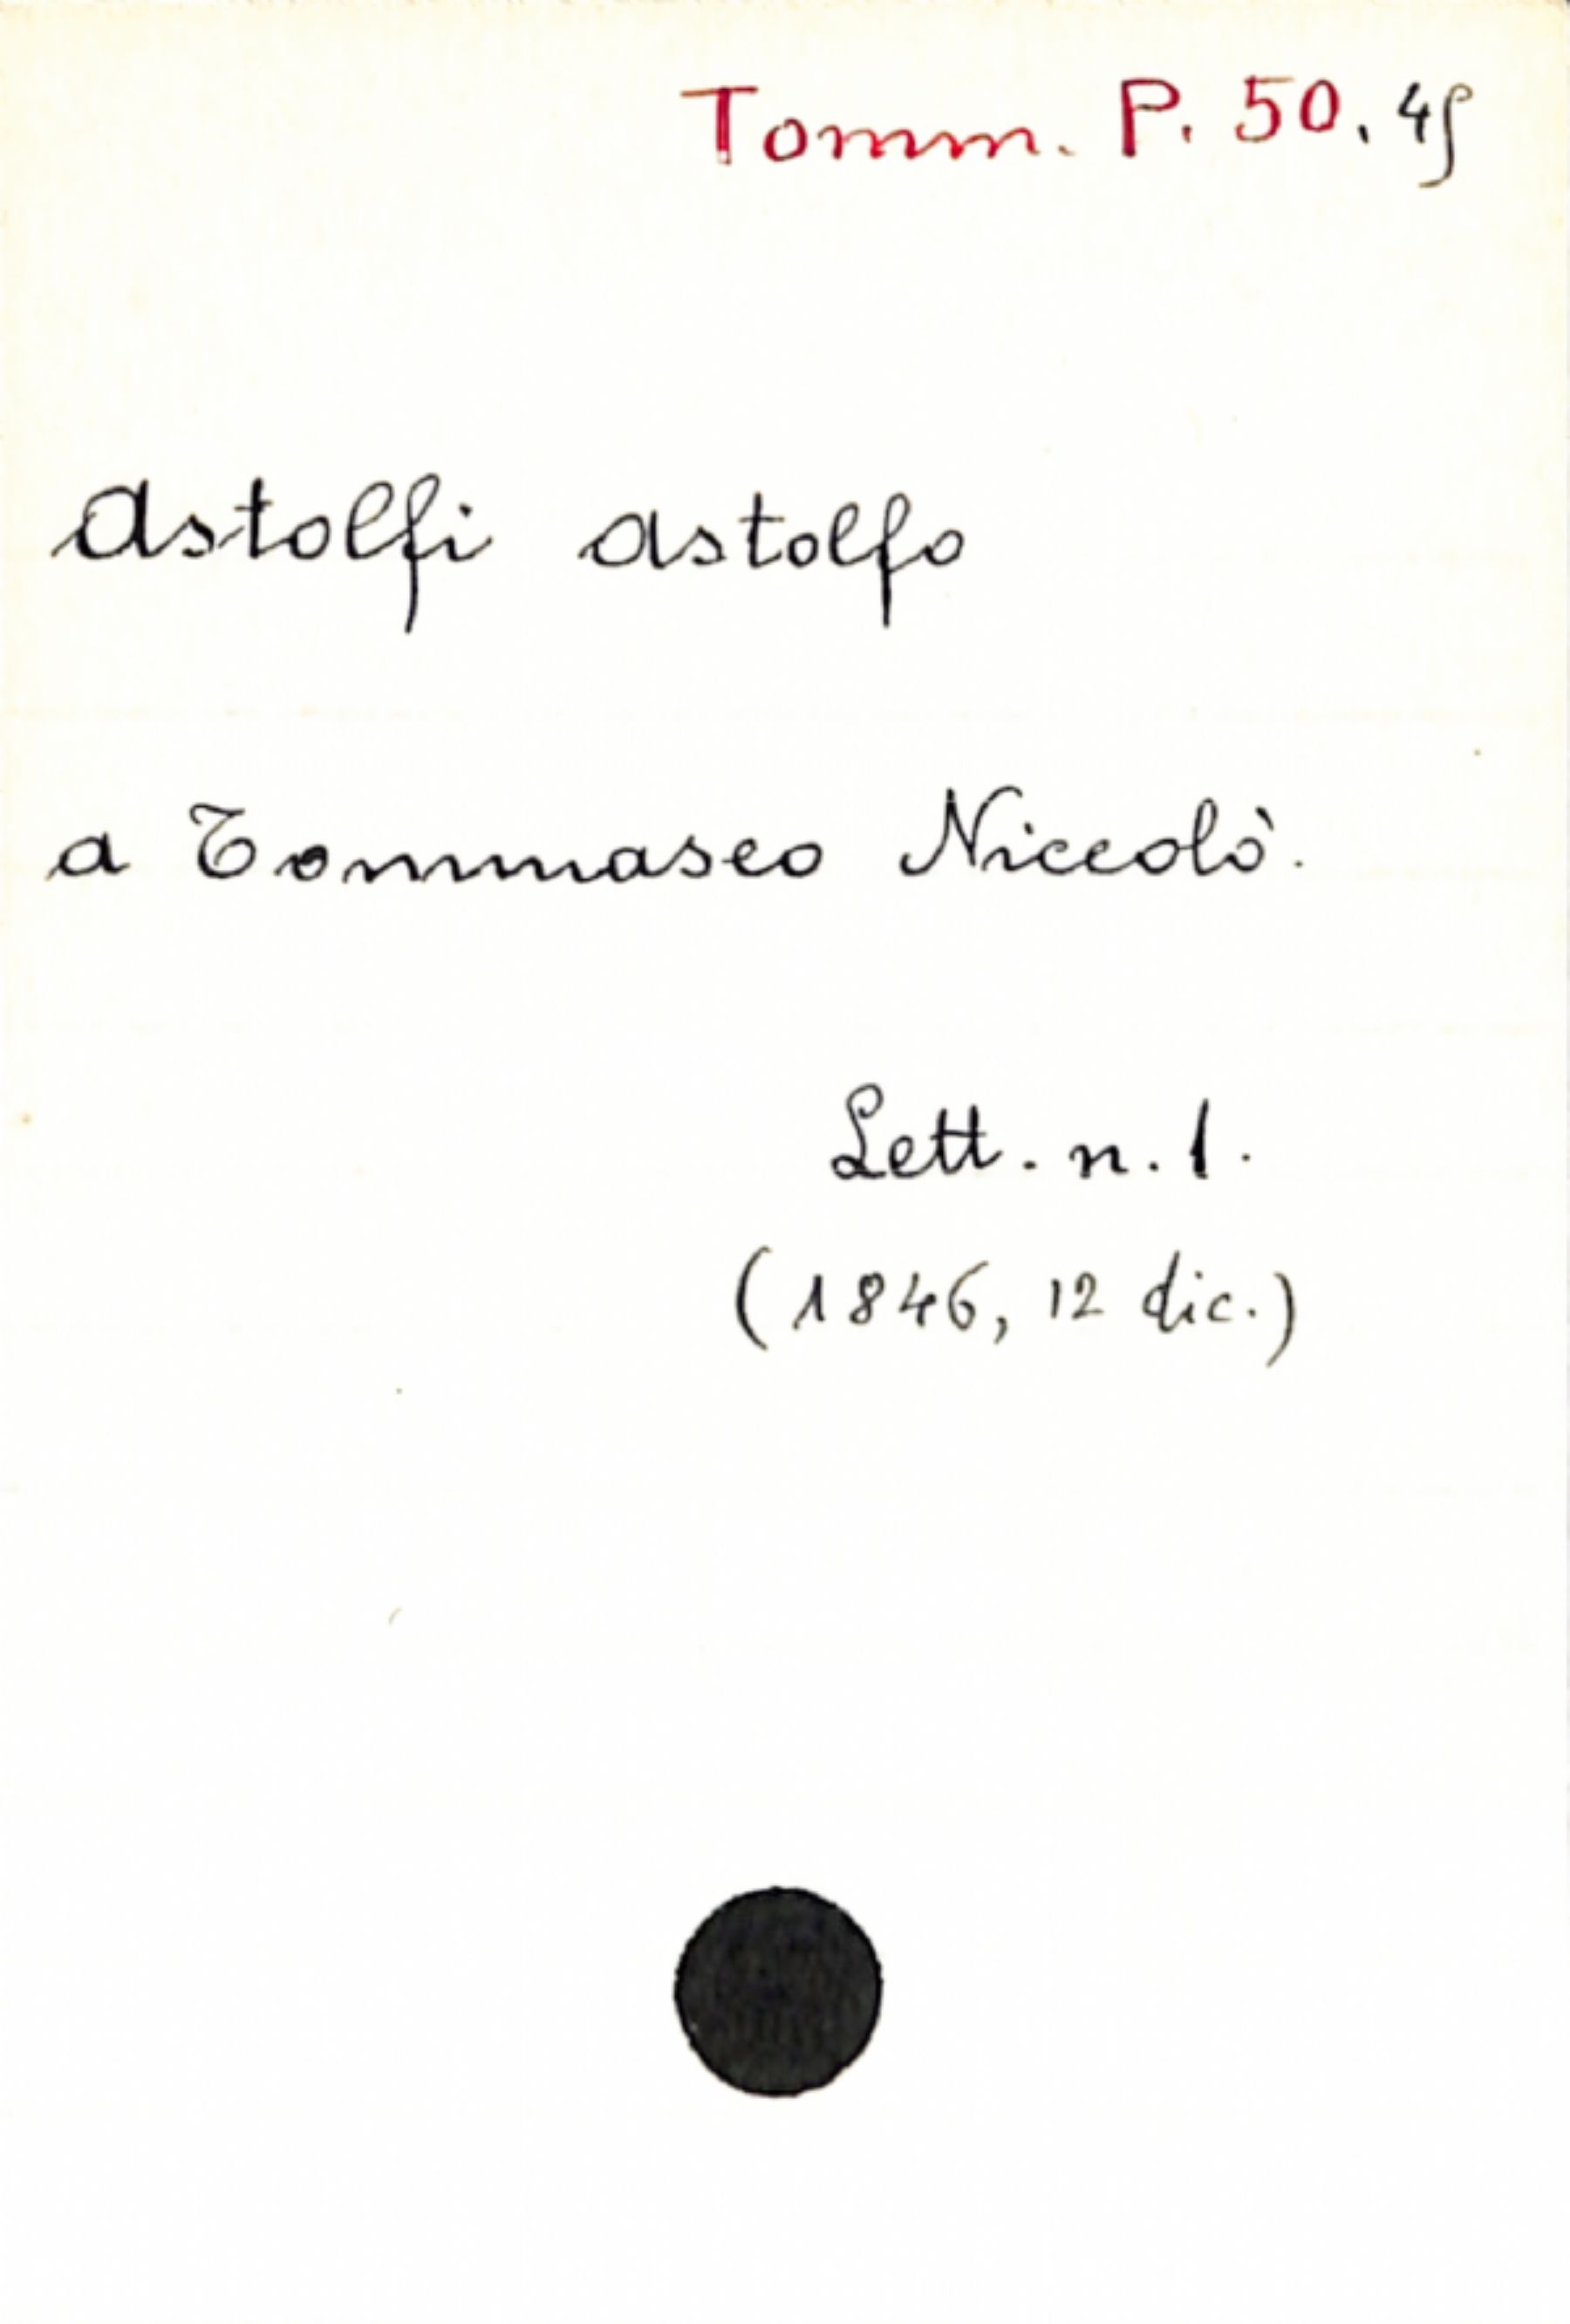 Tomm. P. 50. 45
Astolfi Astolfo
a Tommaseo Niccolò.
Lett. n. 1.
(1846, 12 dic.)